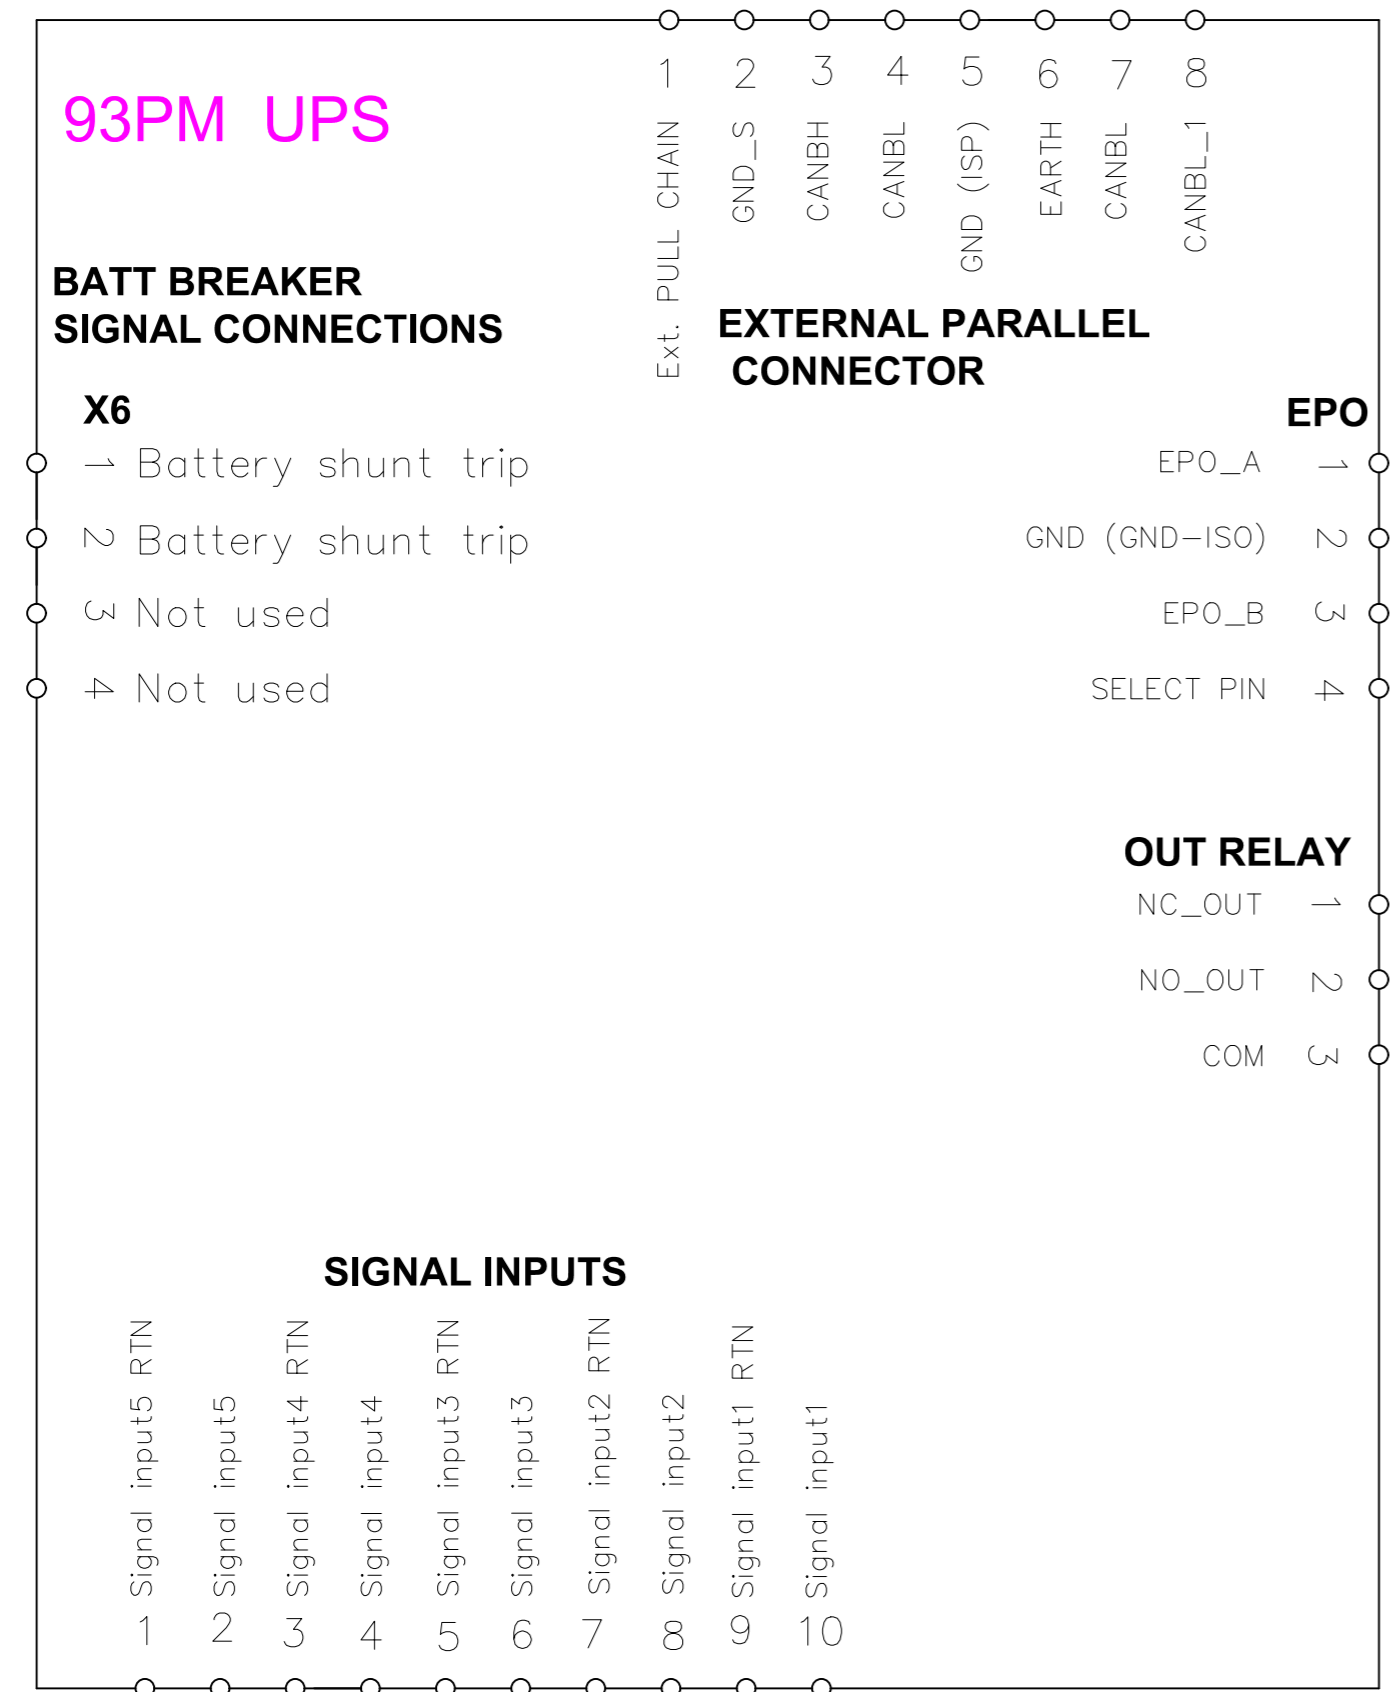 1 2 3 4 5 6 7 8
93PM UPS
Ext. PULL CHAIN
GND_S
CANBH
CANBL
GND (ISP)
EARTH
CANBL
CANBL_1
BATT BREAKER
SIGNAL CONNECTIONS
EXTERNAL PARALLEL
CONNECTOR
X6
1 Battery shunt trip
2 Battery shunt trip
3 Not used
4 Not used
EPO
EPO_A 1
GND (GND-ISO) 2
EPO_B 3
SELECT PIN 4
OUT RELAY
NC_OUT 1
NO_OUT 2
COM 3
SIGNAL INPUTS
Signal input5 RTN
Signal input5
Signal input4 RTN
Signal input4
Signal input3 RTN
Signal input3
Signal input2 RTN
Signal input2
Signal input1 RTN
Signal input1
1 2 3 4 5 6 7 8 9 10